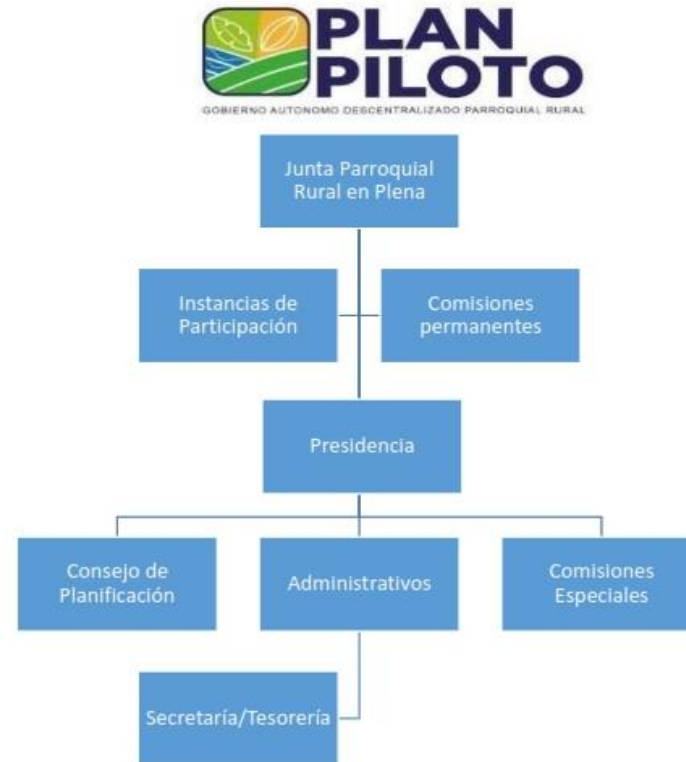 PLAN
PILOTO
GOBIERNO AUTONOMO DESCENTRALIZADO PARROQUIAL RURAL
Junta Parroquial
Rural en Plena
Instancias de
Participación
Comisiones
permanentes
Presidencia
Consejo de
Planificación
Administrativos
Comisiones
Especiales
Secretaría/Tesorería